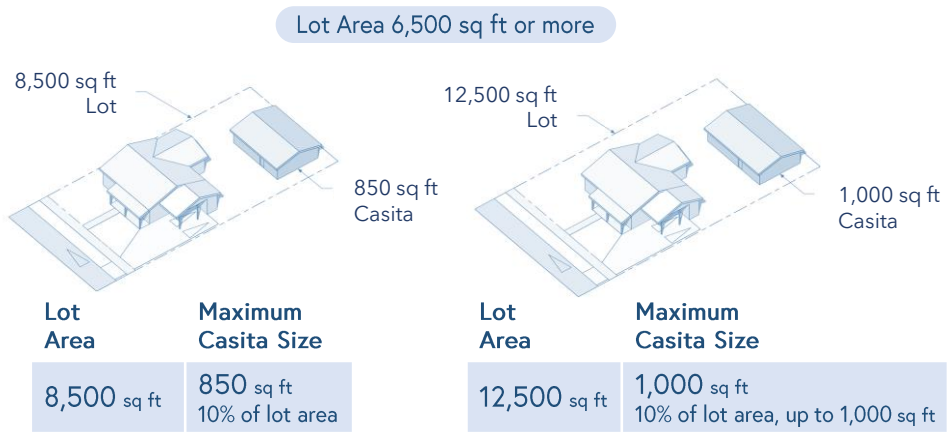 Lot Area 6,500 sq ft or more
8,500 sq ft
Lot
850 sq ft
Casita
12,500 sq ft
Lot
1,000 sq ft
Casita
Lot
Area
Maximum
Casita Size
8,500 sq ft
850 sq ft
10% of lot area
Lot
Area
Maximum
Casita Size
12,500 sq ft
1,000 sq ft
10% of lot area, up to 1,000 sq ft